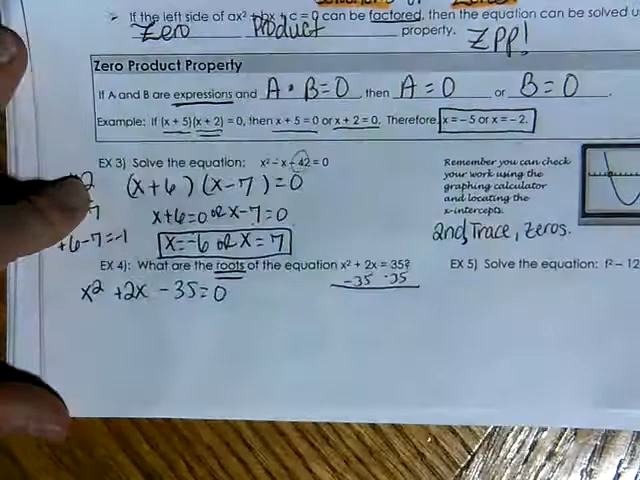 If the left side of ax² + bx + c = 0 can be factored, then the equation can be solved u
Zero Product property. ZPP!
Zero Product Property
If A and B are expressions and A • B = 0, then A = 0 or B = 0.
Example: If (x + 5)(x + 2) = 0, then x + 5 = 0 or x + 2 = 0. Therefore, x = – 5 or x = –2.
EX 3) Solve the equation: x² – x – 42 = 0
(x+6)(x-7)=0
x+6=0 or x-7=0
+6-7=-1
x=-6 or x=7
Remember you can check
your work using the
graphing calculator
and locating the
x-intercepts.
2nd, Trace, Zeros.
EX 4): What are the roots of the equation x² + 2x = 35?
-35 -35
x² +2x -35=0
EX 5) Solve the equation: f² – 12